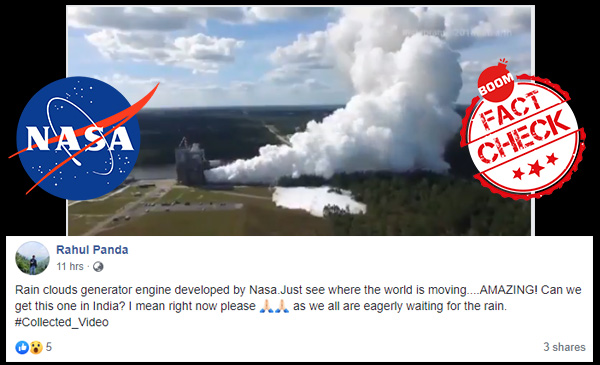 NASA
BOOM
FACT
CHECK
Rahul Panda
11 hrs ·
Rain clouds generator engine developed by Nasa.Just see where the world is moving....AMAZING! Can we
get this one in India? I mean right now please 🙏🏻🙏🏻 as we all are eagerly waiting for the rain.
#Collected_Video
5
3 shares